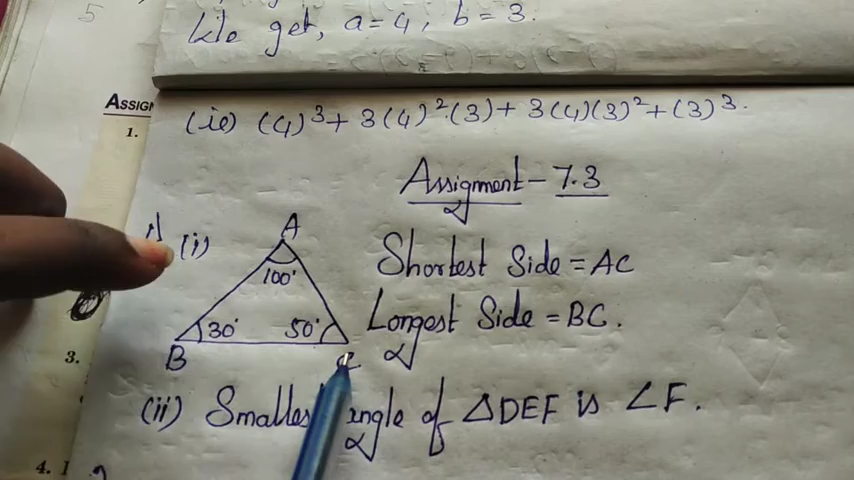 5
We get, a=4, b=3.
ASSIGN
1.
(ie) (4)³+ 3(4)².(3)+ 3(4)(3)²+(3)³.
Assignment- 7.3
(i)
A
100°
30°
50°
B
Shortest Side = AC
Longest Side = BC.
3.
(ii) Smallest angle of △DEF is ∠F.
4. I